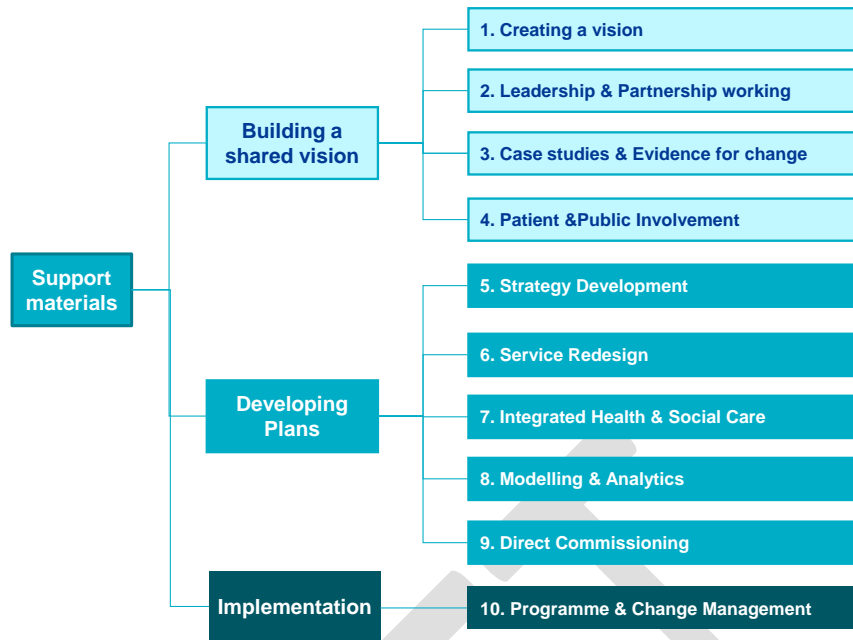 Support
materials
Building a
shared vision
1. Creating a vision
2. Leadership & Partnership working
3. Case studies & Evidence for change
4. Patient &Public Involvement
Developing
Plans
5. Strategy Development
6. Service Redesign
7. Integrated Health & Social Care
8. Modelling & Analytics
9. Direct Commissioning
Implementation
10. Programme & Change Management